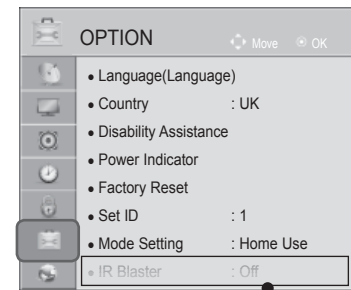 OPTION
Move OK
• Language(Language)
• Country : UK
• Disability Assistance
• Power Indicator
• Factory Reset
• Set ID : 1
• Mode Setting : Home Use
• IR Blaster : Off